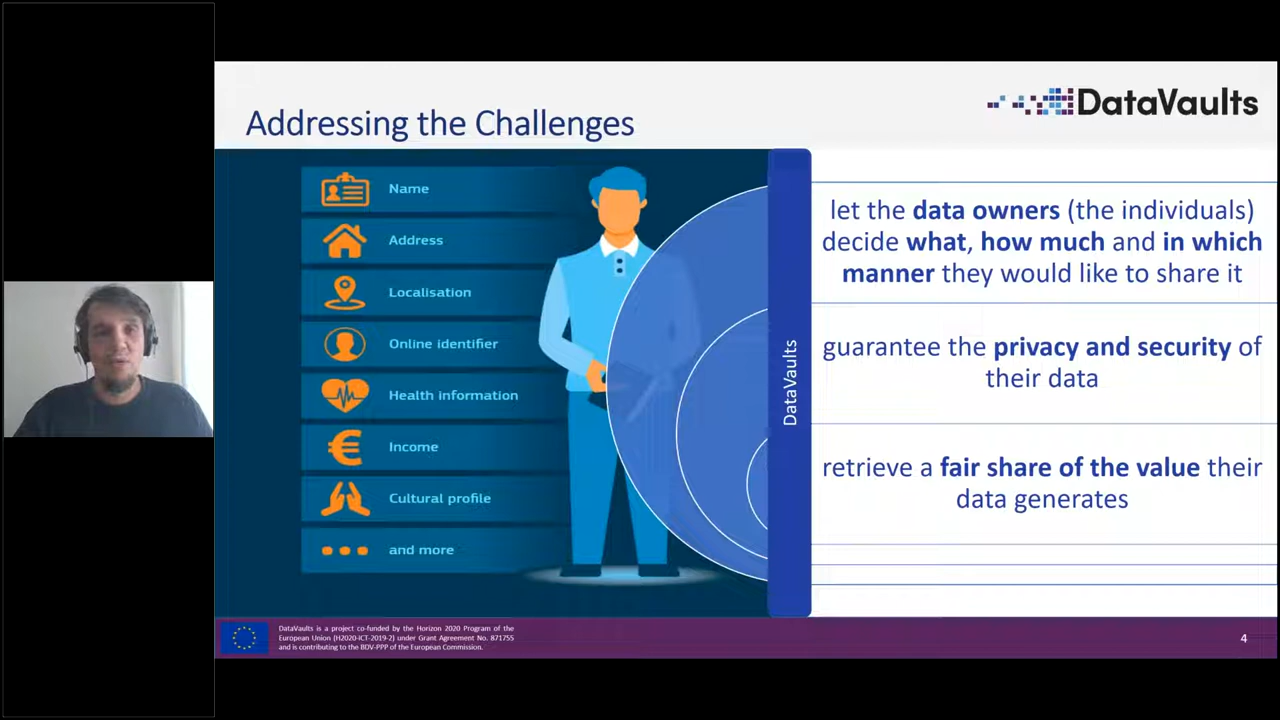 Addressing the Challenges
DataVaults
Name
Address
Localisation
Online identifier
Health information
Income
Cultural profile
and more
DataVaults
let the data owners (the individuals)
decide what, how much and in which
manner they would like to share it
guarantee the privacy and security of
their data
retrieve a fair share of the value their
data generates
DataVaults is a project co-funded by the Horizon 2020 Program of the
European Union (H2020-ICT-2019-2) under Grant Agreement No. 871755
and is contributing to the BDV-PPP of the European Commission.
4